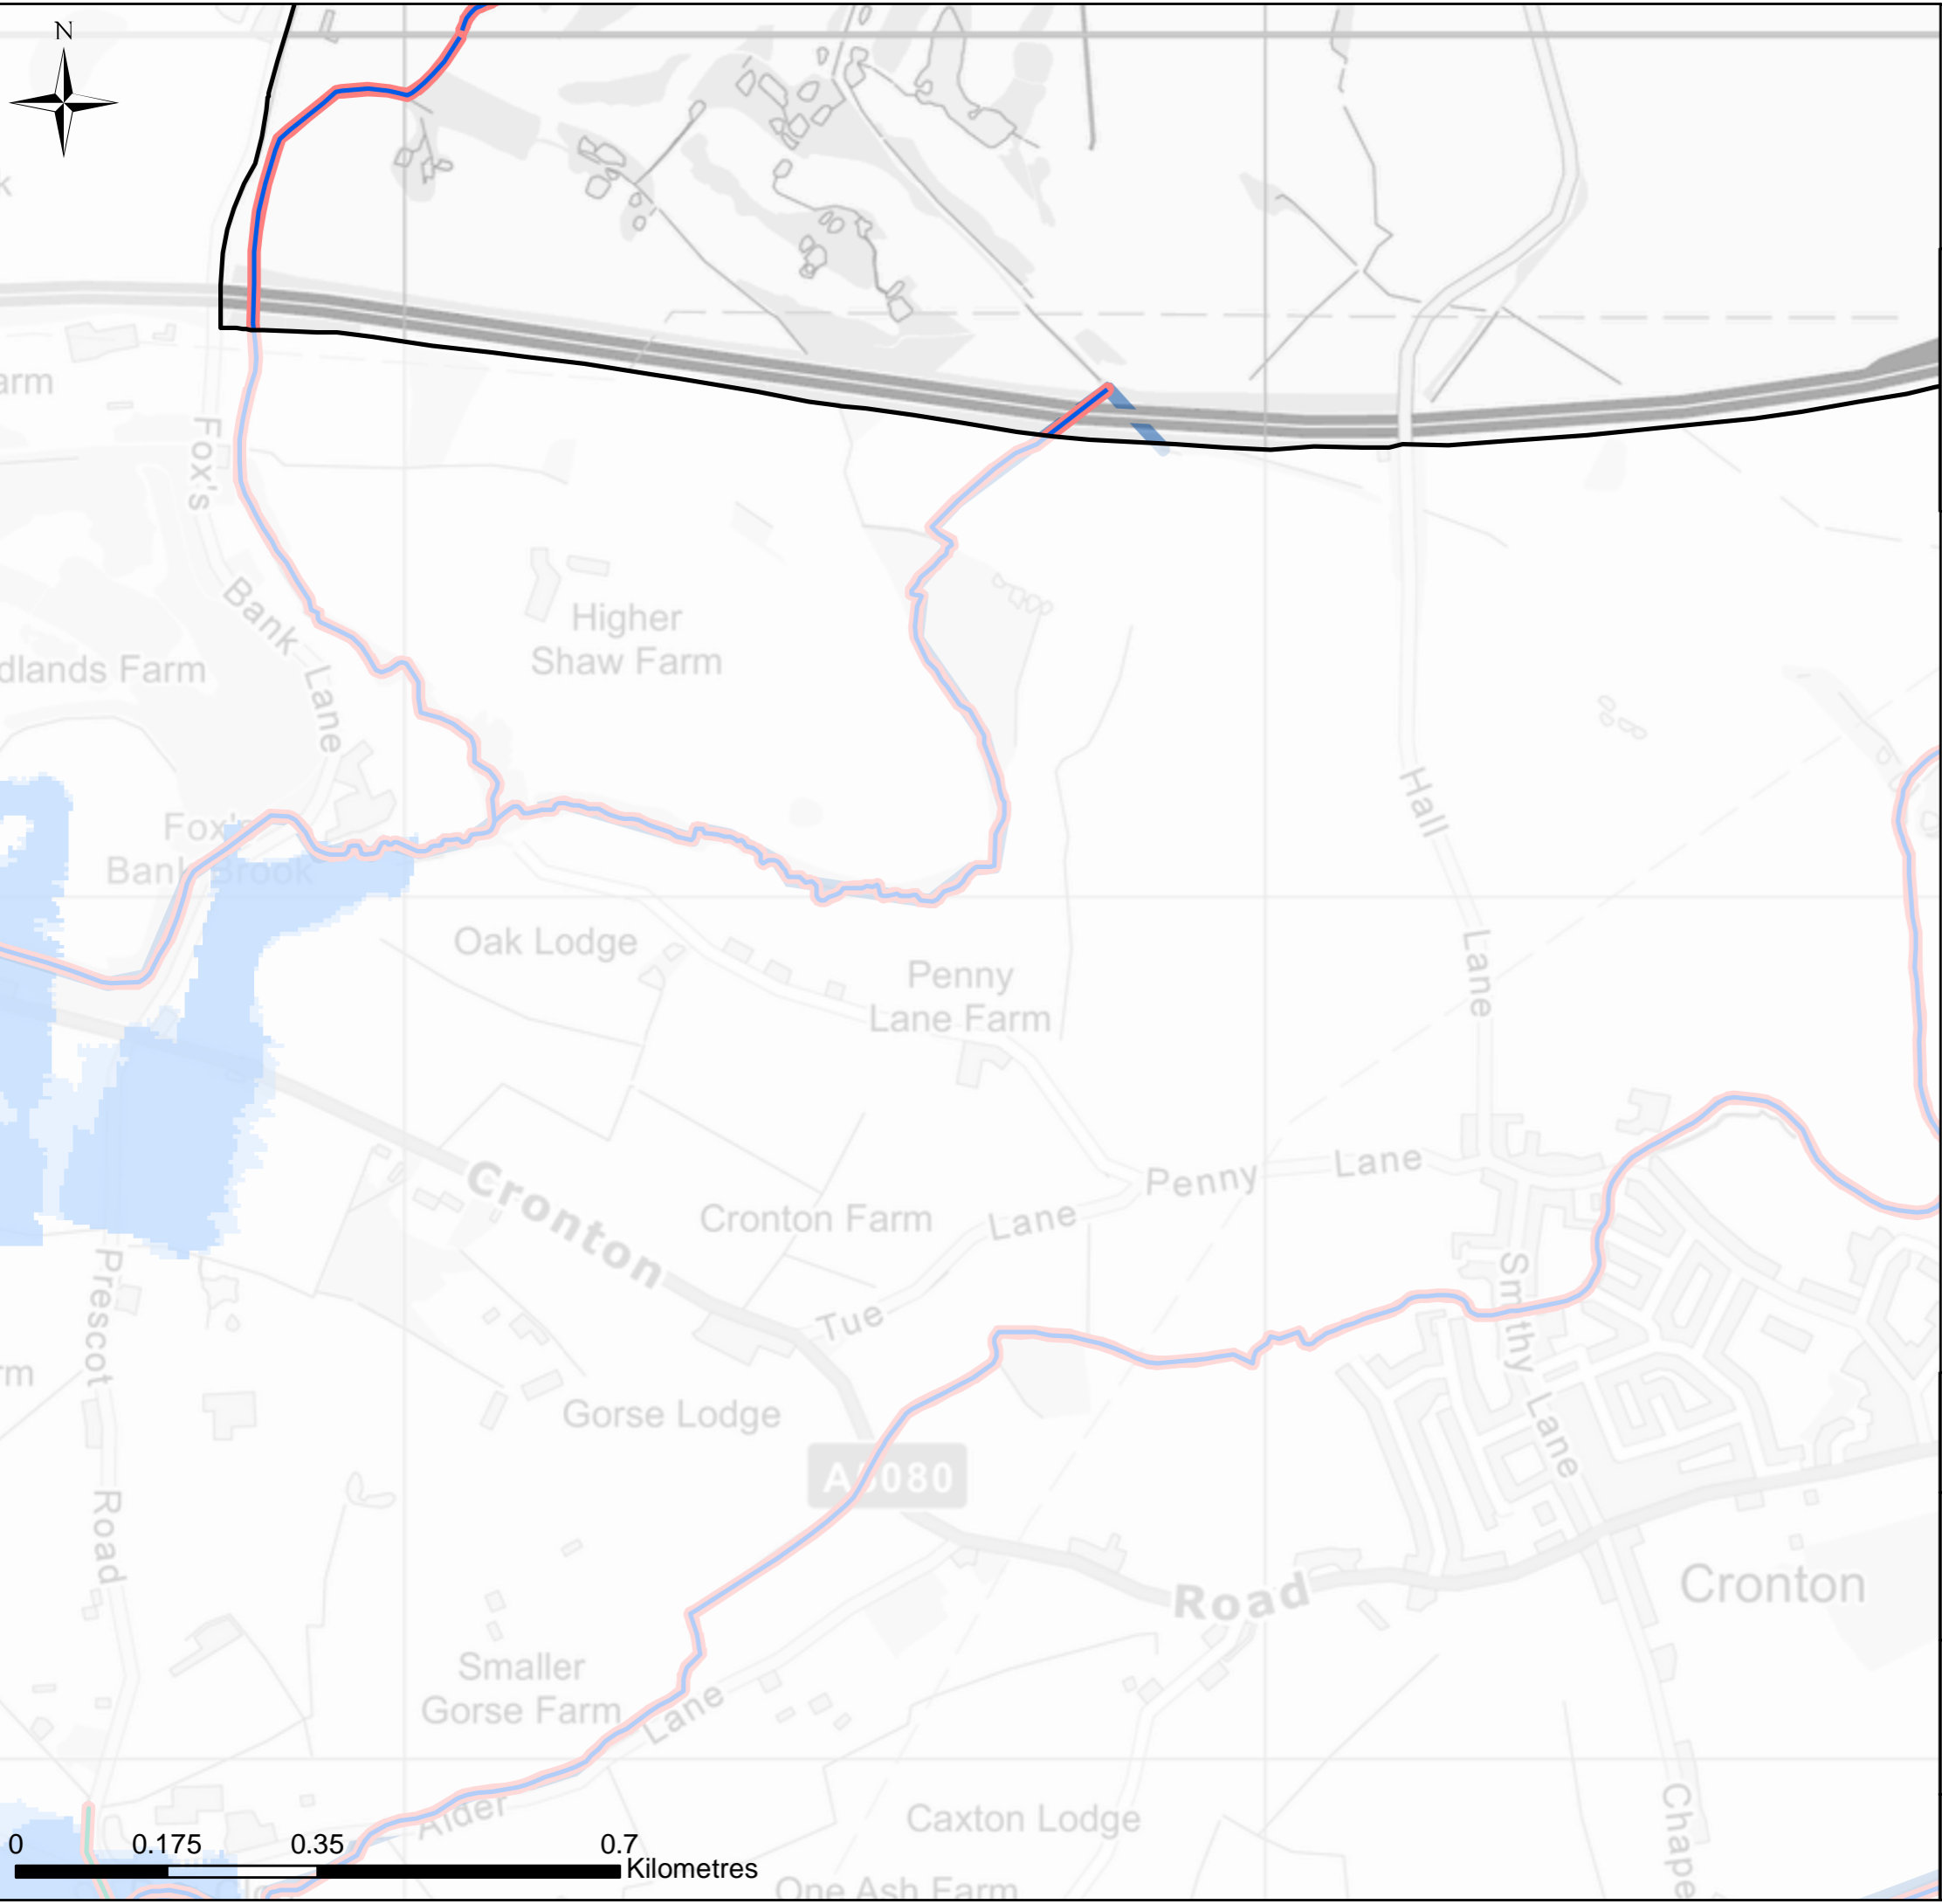 N
k
arm
Fox's
Bank Lane
Higher
Shaw Farm
dlands Farm
Hall
Lane
Fox's
Bank Brook
Oak Lodge
Penny
Lane Farm
Penny Lane
Cronton
Cronton Farm
Tue Lane
Prescot
Road
rm
Smithy Lane
Gorse Lodge
A5080
Road
Cronton
Smaller
Gorse Farm
Alder Lane
Caxton Lodge
Chape
One Ash Farm
0 0.175 0.35 0.7
Kilometres